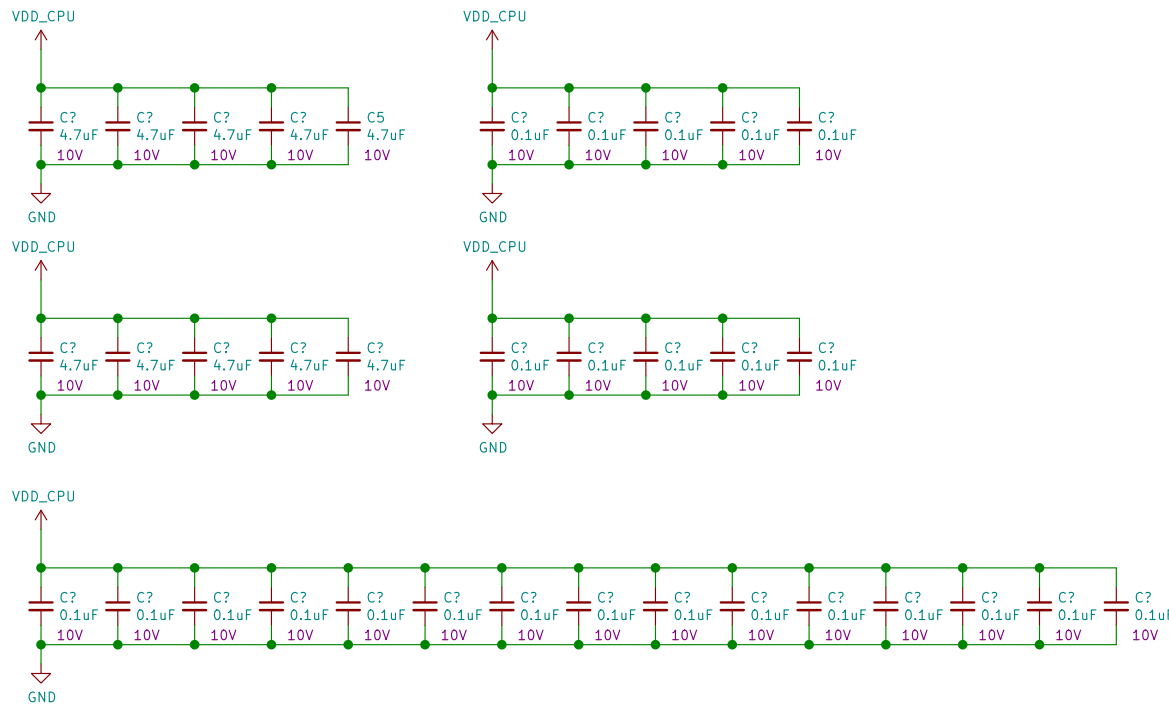 VDD_CPU VDD_CPU
C? C? C? C? C5 C? C? C? C? C?
4.7uF 4.7uF 4.7uF 4.7uF 4.7uF 0.1uF 0.1uF 0.1uF 0.1uF 0.1uF
10V 10V 10V 10V 10V 10V 10V 10V 10V 10V
GND GND
VDD_CPU VDD_CPU
C? C? C? C? C? C? C? C? C? C?
4.7uF 4.7uF 4.7uF 4.7uF 4.7uF 0.1uF 0.1uF 0.1uF 0.1uF 0.1uF
10V 10V 10V 10V 10V 10V 10V 10V 10V 10V
GND GND
VDD_CPU
C? C? C? C? C? C? C? C? C? C? C? C? C? C? C?
0.1uF 0.1uF 0.1uF 0.1uF 0.1uF 0.1uF 0.1uF 0.1uF 0.1uF 0.1uF 0.1uF 0.1uF 0.1uF 0.1uF 0.1uF
10V 10V 10V 10V 10V 10V 10V 10V 10V 10V 10V 10V 10V 10V 10V
GND